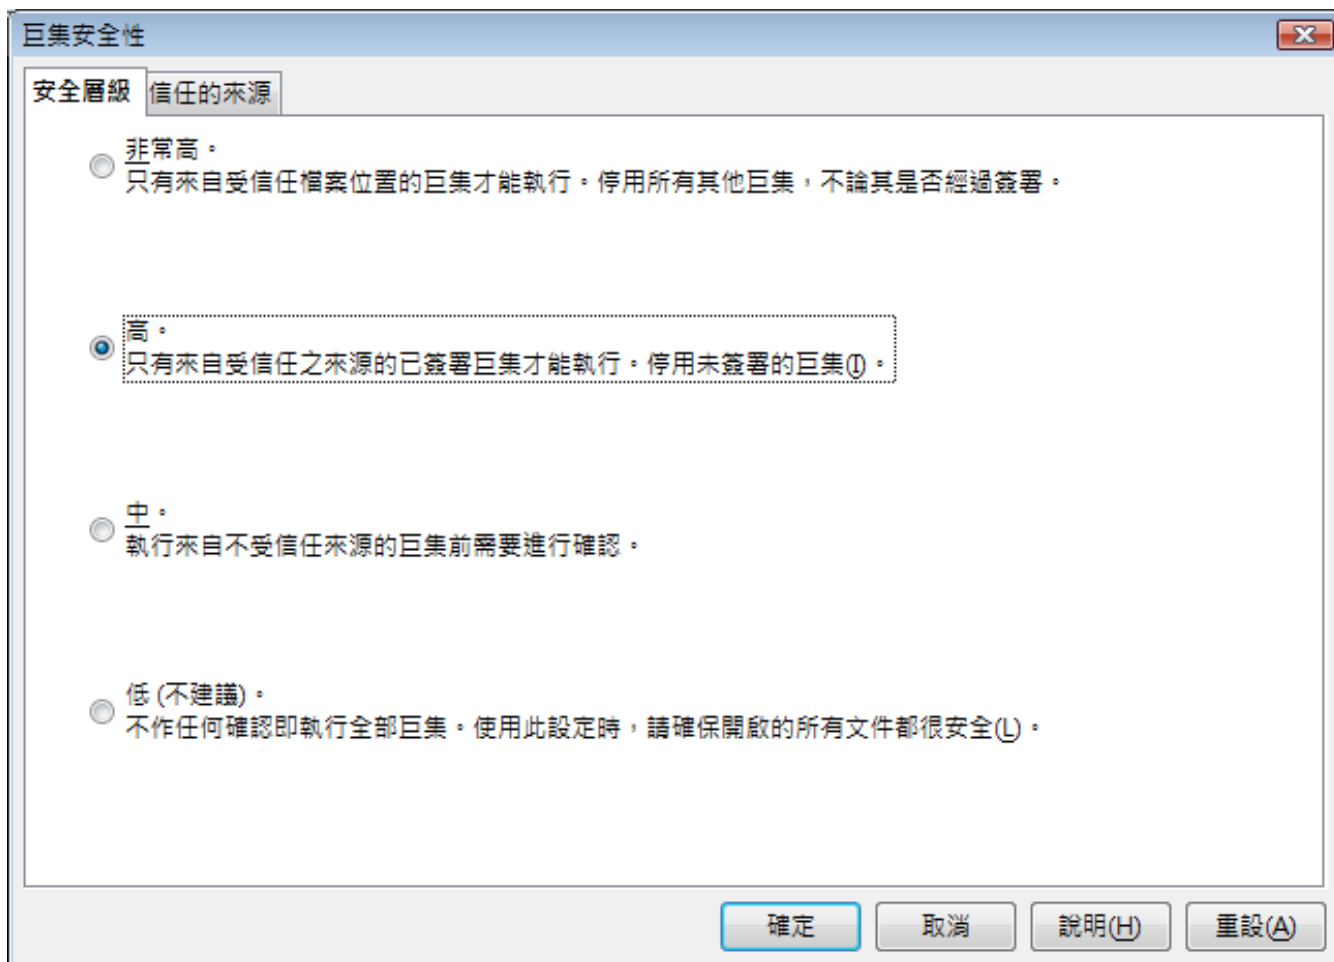 巨集安全性
安全層級
信任的來源
非常高。
只有來自受信任檔案位置的巨集才能執行。停用所有其他巨集，不論其是否經過簽署。
高。
只有來自受信任之來源的已簽署巨集才能執行。停用未簽署的巨集(I)。
中。
執行來自不受信任來源的巨集前需要進行確認。
低 (不建議)。
不作任何確認即執行全部巨集。使用此設定時，請確保開啟的所有文件都很安全(L)。
確定
取消
說明(H)
重設(A)